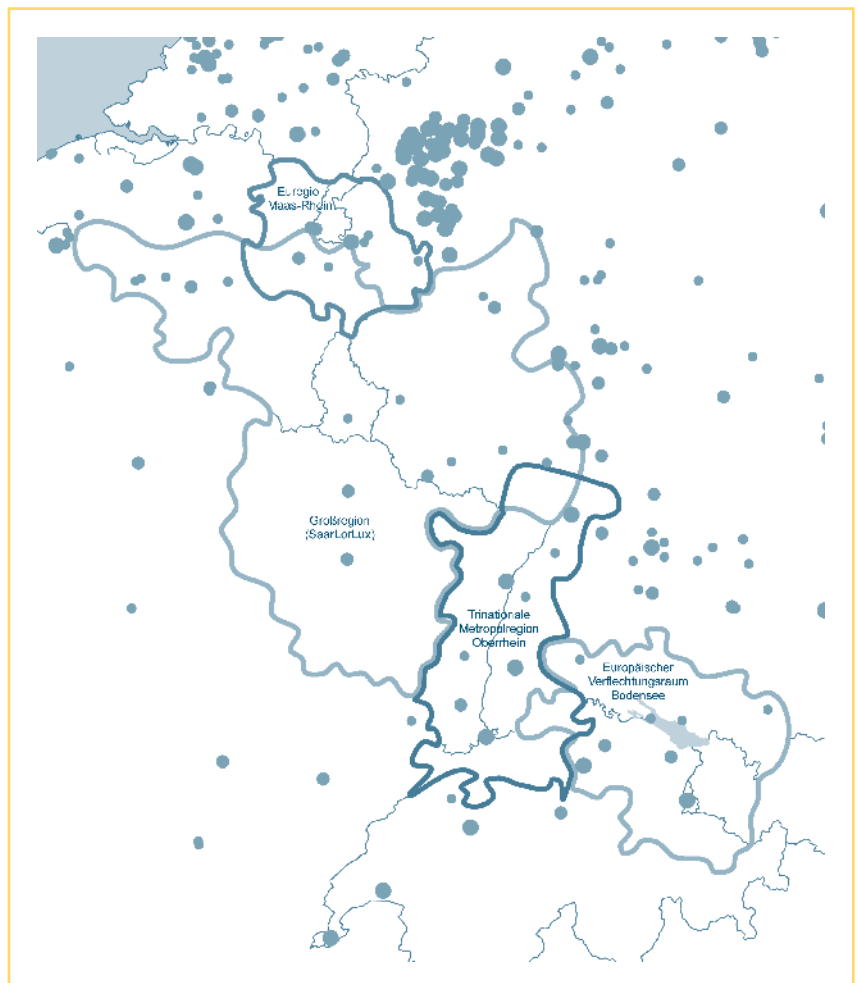 Euregio
Maas-Rhein
Großregion
(SaarLorLux)
Trinationale
Metropolregion
Oberrhein
Europäischer
Verflechtungsraum
Bodensee